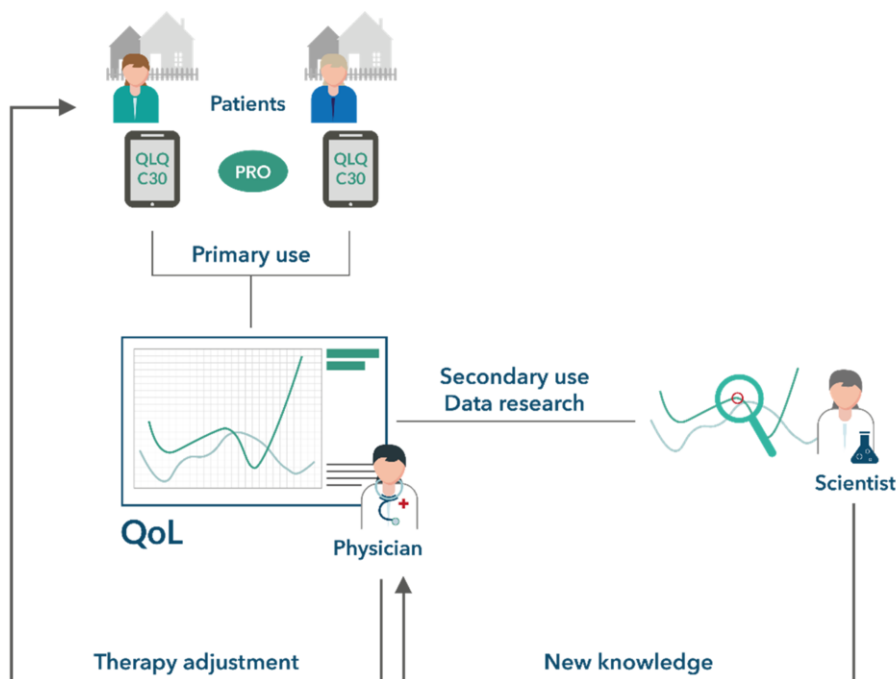 Patients
QLQ
C30
PRO
QLQ
C30
Primary use
Secondary use
Data research
QoL
Physician
Scientist
Therapy adjustment
New knowledge